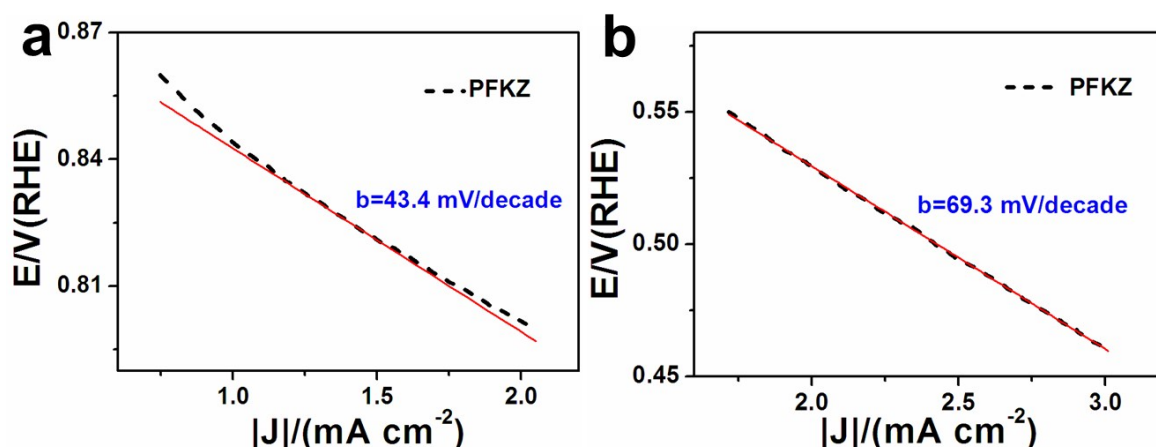 a
0.87
0.84
0.81
E/V(RHE)
PFKZ
b=43.4 mV/decade
1.0 1.5 2.0
|J|/(mA cm⁻²)
b
0.55
0.50
0.45
E/V(RHE)
PFKZ
b=69.3 mV/decade
2.0 2.5 3.0
|J|/(mA cm⁻²)